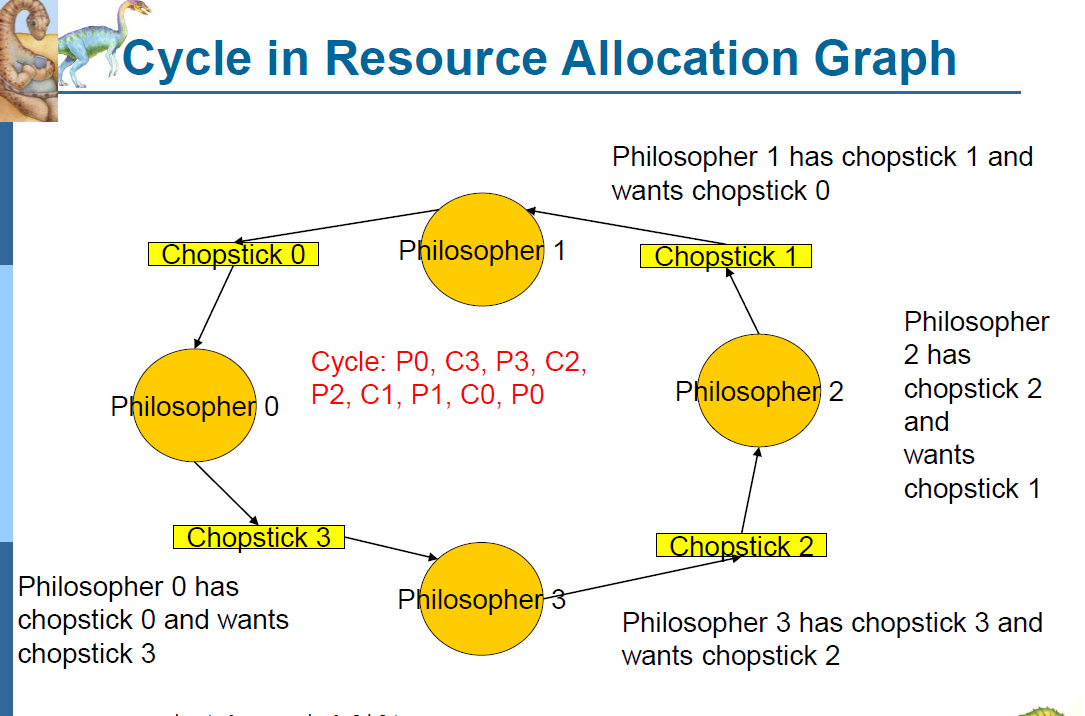 Cycle in Resource Allocation Graph
Philosopher 1 has chopstick 1 and
wants chopstick 0
Chopstick 0
Philosopher 1
Chopstick 1
Philosopher
2 has
chopstick 2
and
wants
chopstick 1
Cycle: P0, C3, P3, C2,
P2, C1, P1, C0, P0
Philosopher 0
Philosopher 2
Chopstick 3
Chopstick 2
Philosopher 0 has
chopstick 0 and wants
chopstick 3
Philosopher 3
Philosopher 3 has chopstick 3 and
wants chopstick 2